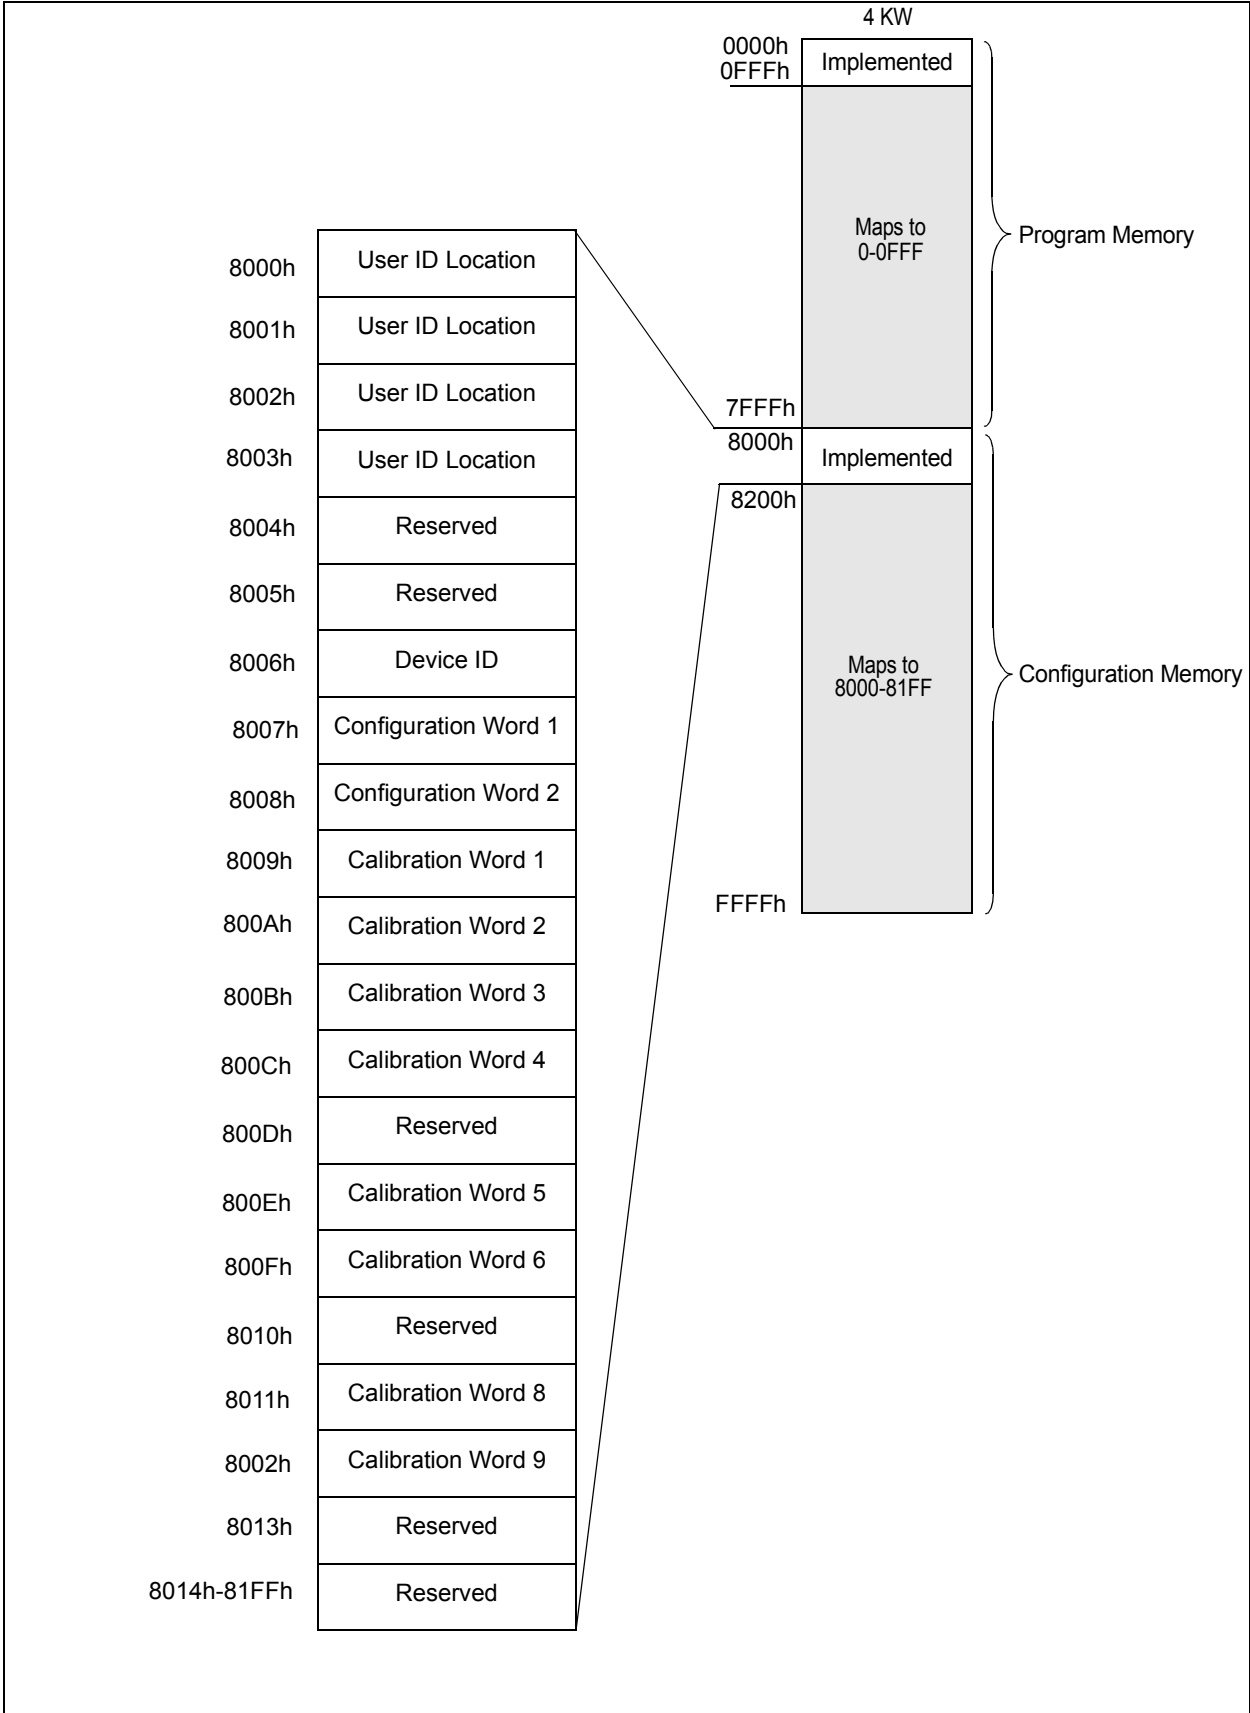 4 KW
0000h
0FFFh
Implemented
Maps to
0-0FFF
Program Memory
7FFFh
8000h
Implemented
8200h
Maps to
8000-81FF
Configuration Memory
FFFFh
8000h
User ID Location
8001h
User ID Location
8002h
User ID Location
8003h
User ID Location
8004h
Reserved
8005h
Reserved
8006h
Device ID
8007h
Configuration Word 1
8008h
Configuration Word 2
8009h
Calibration Word 1
800Ah
Calibration Word 2
800Bh
Calibration Word 3
800Ch
Calibration Word 4
800Dh
Reserved
800Eh
Calibration Word 5
800Fh
Calibration Word 6
8010h
Reserved
8011h
Calibration Word 8
8002h
Calibration Word 9
8013h
Reserved
8014h-81FFh
Reserved